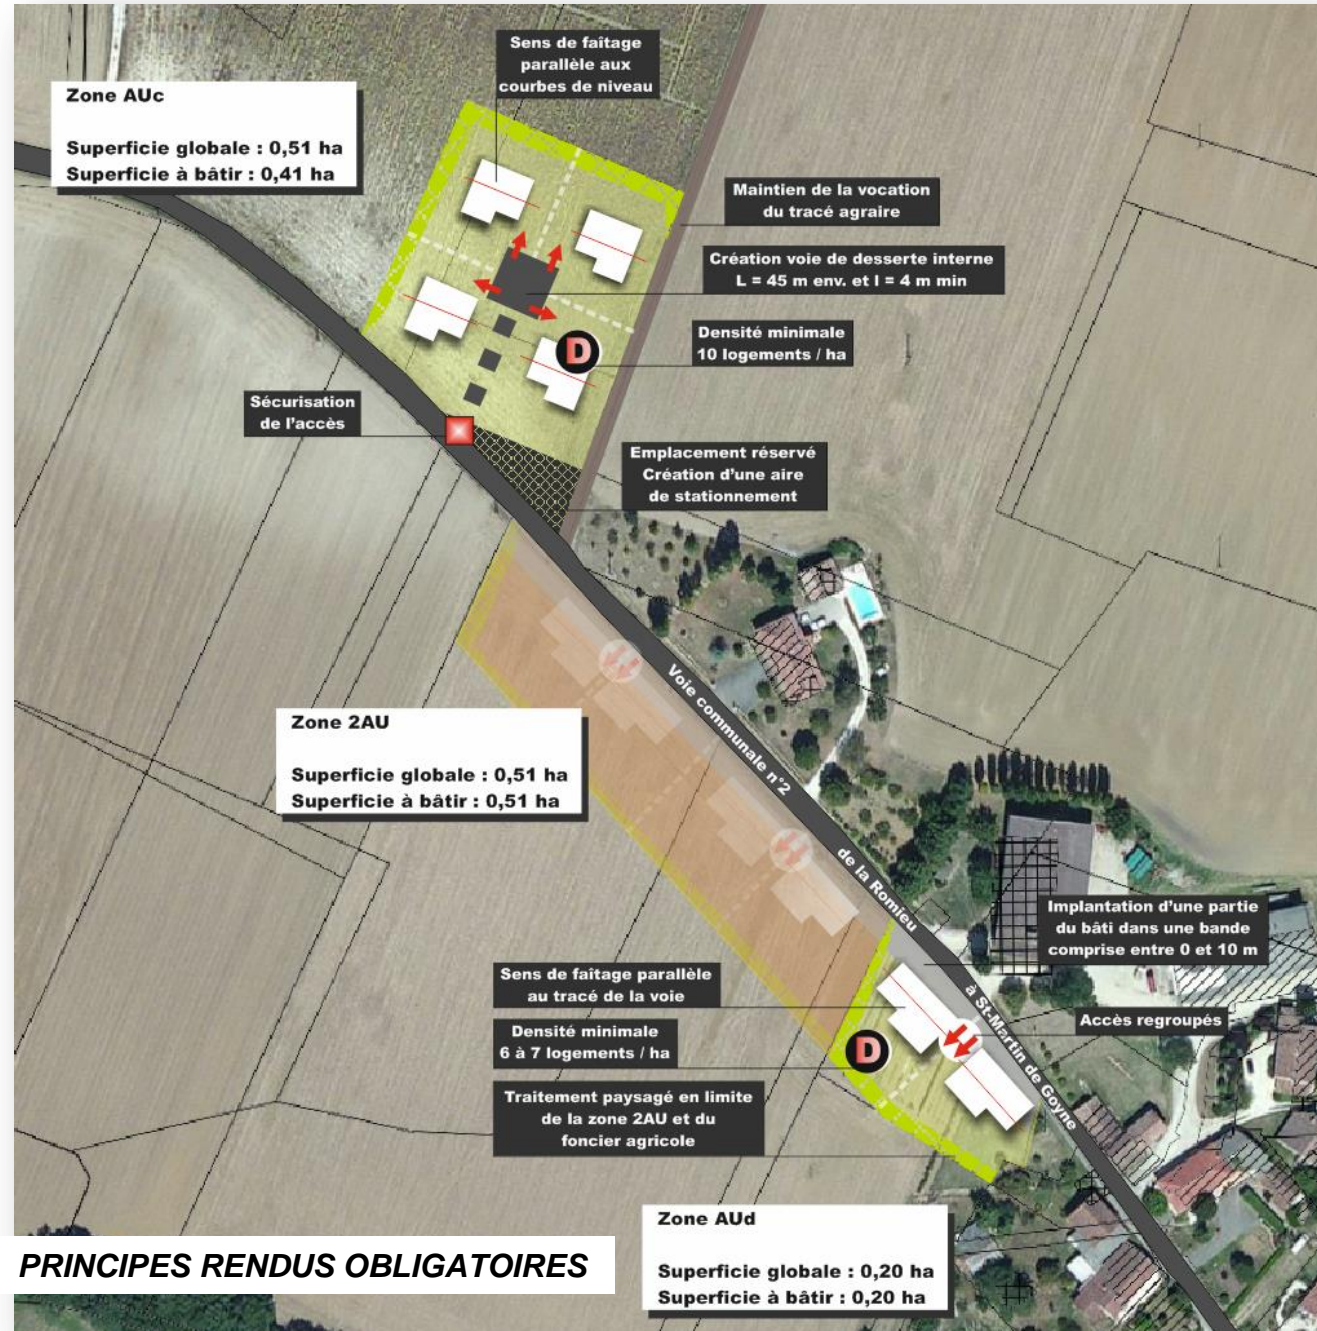 Sens de faîtage
parallèle aux
courbes de niveau
Zone AUc
Superficie globale : 0,51 ha
Superficie à bâtir : 0,41 ha
Maintien de la vocation
du tracé agraire
Création voie de desserte interne
L = 45 m env. et l = 4 m min
Densité minimale
10 logements / ha
D
Sécurisation
de l'accès
Emplacement réservé
Création d'une aire
de stationnement
Zone 2AU
Superficie globale : 0,51 ha
Superficie à bâtir : 0,51 ha
Voie communale n°2
de la Romieu
à St-Martin de Goyne
Implantation d'une partie
du bâti dans une bande
comprise entre 0 et 10 m
Sens de faîtage parallèle
au tracé de la voie
Accès regroupés
Densité minimale
6 à 7 logements / ha
D
Traitement paysagé en limite
de la zone 2AU et du
foncier agricole
Zone AUd
Superficie globale : 0,20 ha
Superficie à bâtir : 0,20 ha
PRINCIPES RENDUS OBLIGATOIRES